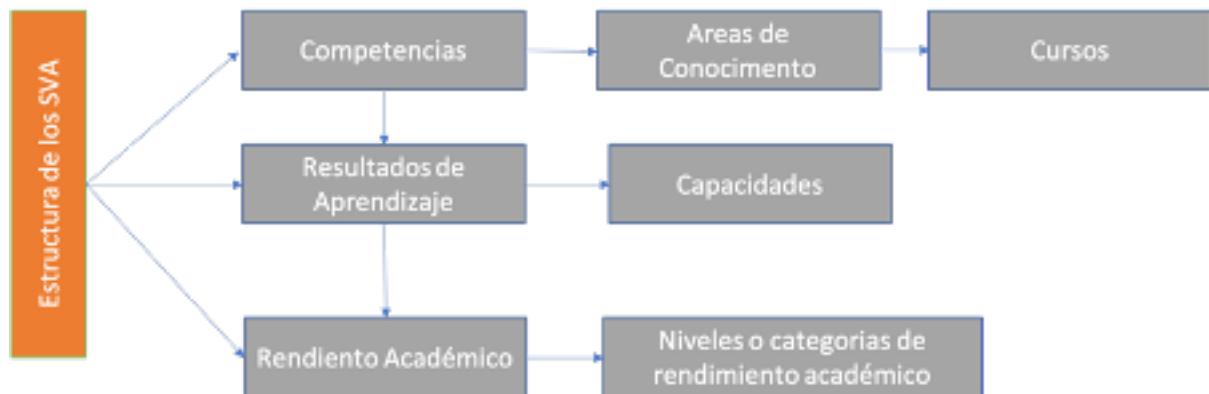 Estructura de los SVA
Competencias
Areas de
Conocimento
Cursos
Resultados de
Aprendizaje
Capacidades
Rendiento Académico
Niveles o categorias de
rendimiento académico